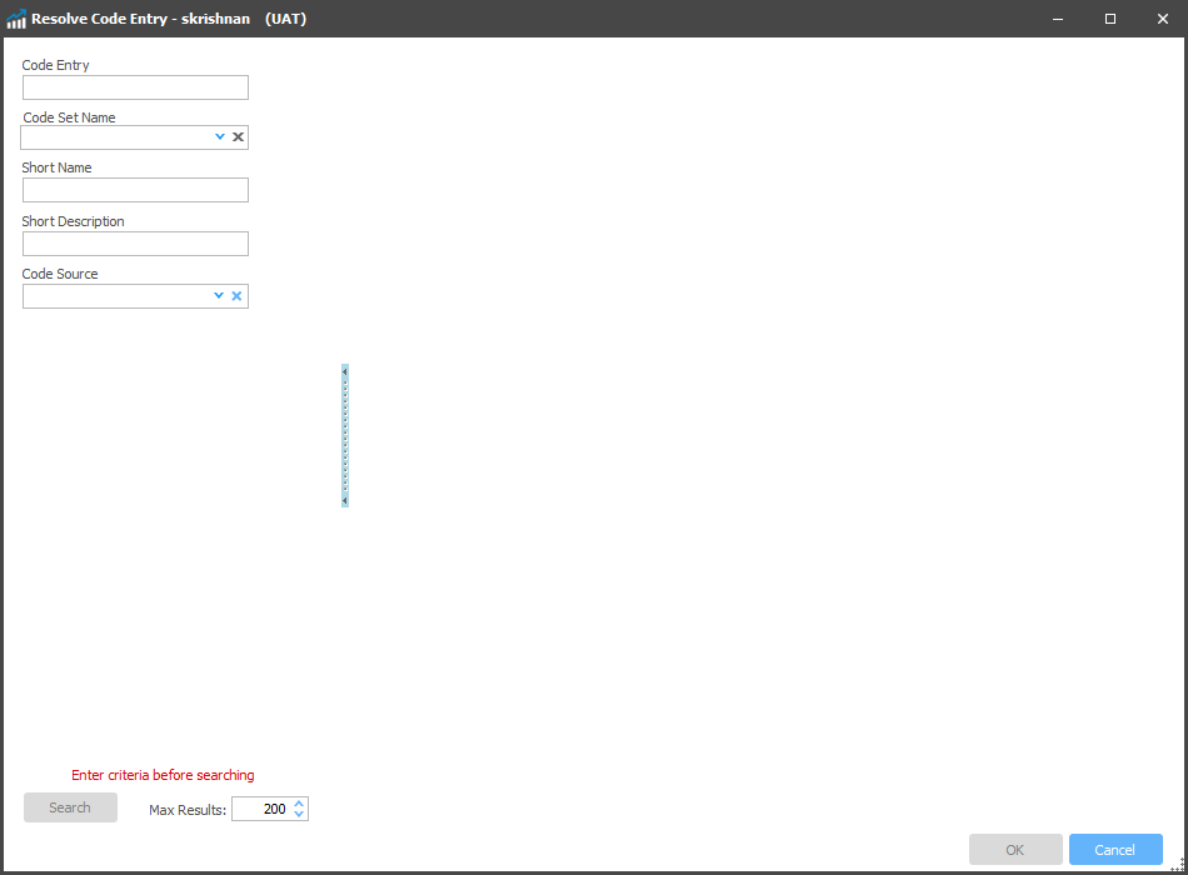 Resolve Code Entry - skrishnan (UAT)
Code Entry
Code Set Name
Short Name
Short Description
Code Source
Enter criteria before searching
Search Max Results: 200
OK Cancel